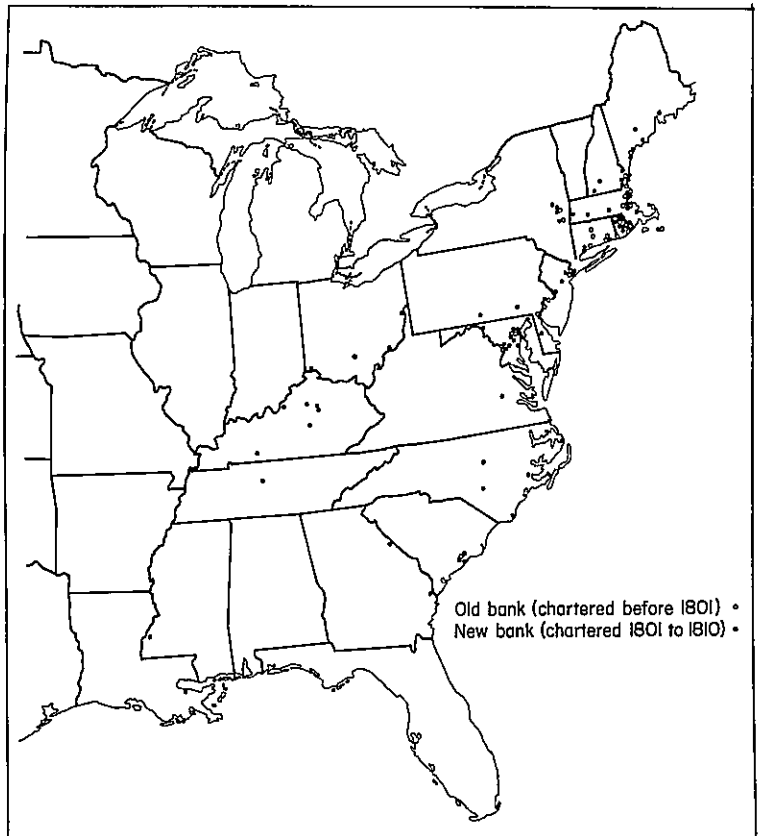 Old bank (chartered before 1801) ∘
New bank (chartered 1801 to 1810) •